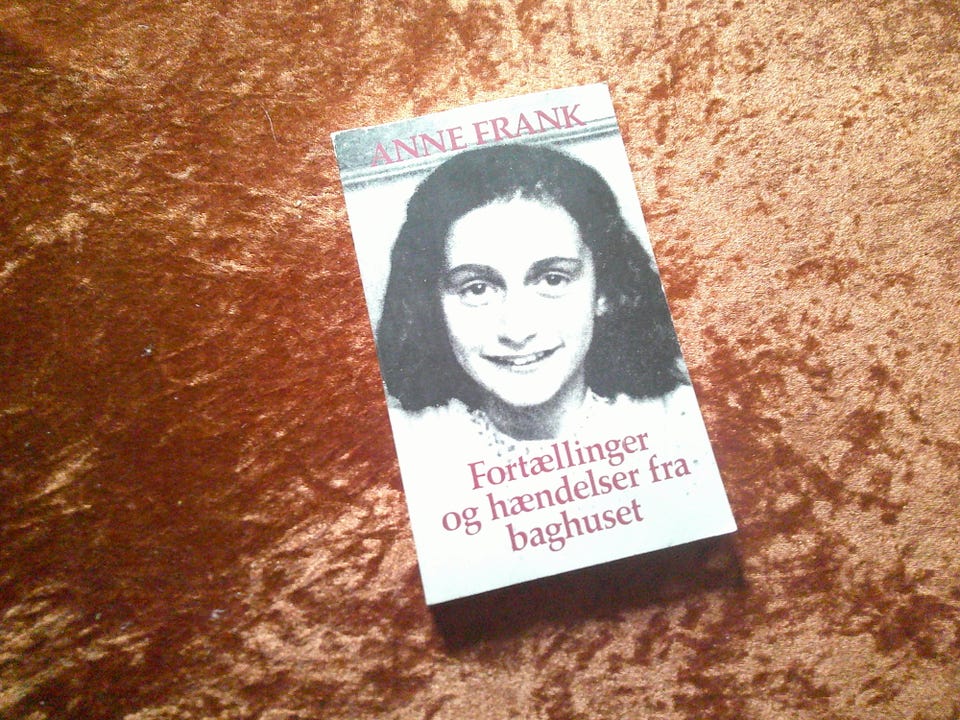 ANNE FRANK
Fortællinger
og hændelser fra
baghuset